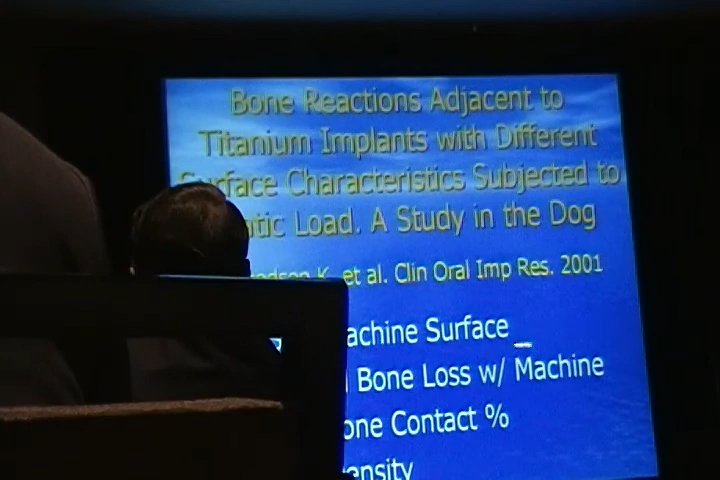 Bone Reactions Adjacent to
Titanium Implants with Different
Surface Characteristics Subjected to
Load. A Study in the Dog
et al. Clin Oral Imp Res. 2001
Surface
Bone Loss w/ Machine
Contact %